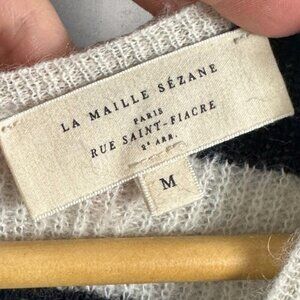 LA MAILLE SÉZANE
PARIS
RUE SAINT-FIACRE
2ᵉ ARR.
M